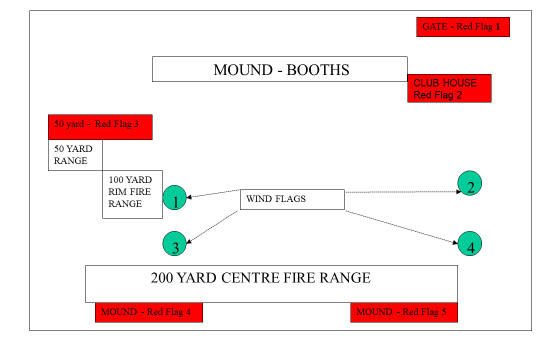 GATE - Red Flag 1
MOUND - BOOTHS
CLUB HOUSE
Red Flag 2
50 yard - Red Flag 3
50 YARD
RANGE
100 YARD
RIM FIRE
RANGE
1
WIND FLAGS
2
3
4
200 YARD CENTRE FIRE RANGE
MOUND - Red Flag 4
MOUND - Red Flag 5